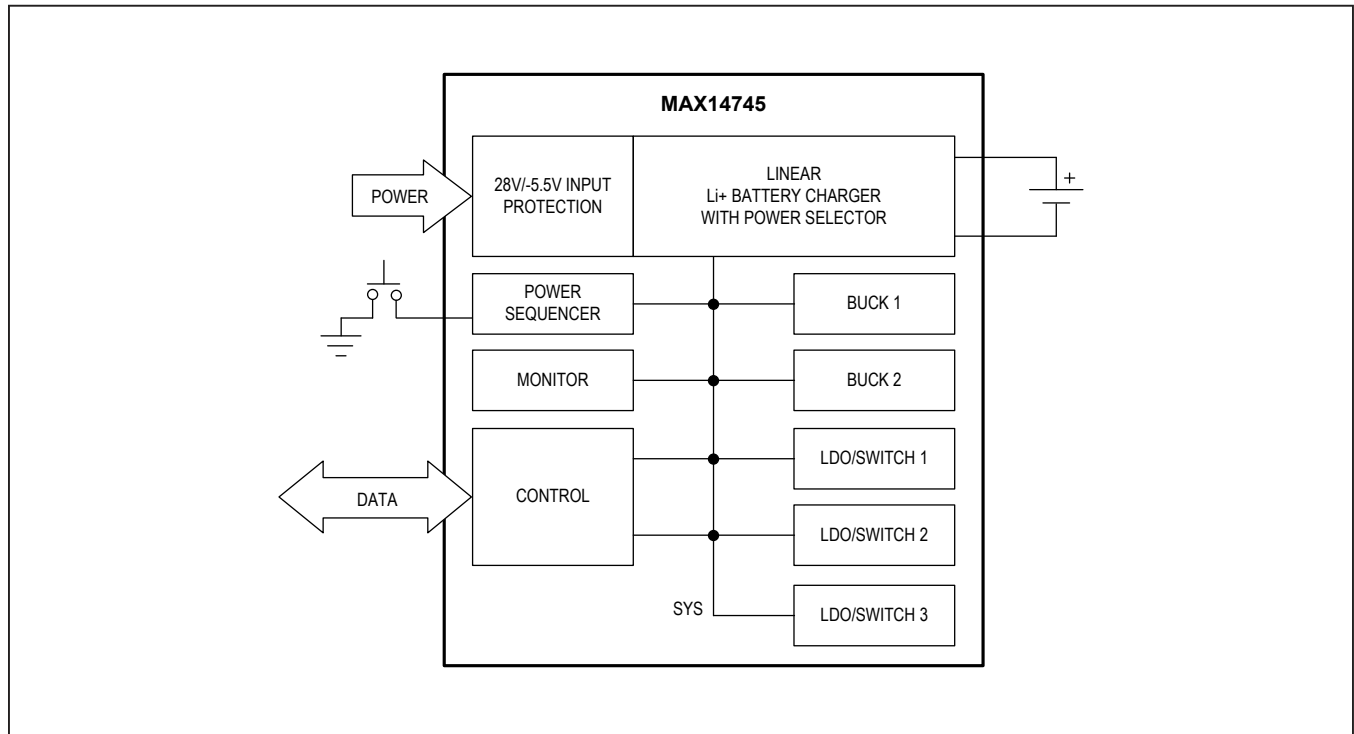 MAX14745
POWER
28V/-5.5V INPUT
PROTECTION
LINEAR
Li+ BATTERY CHARGER
WITH POWER SELECTOR
+
POWER
SEQUENCER
BUCK 1
MONITOR
BUCK 2
DATA
CONTROL
LDO/SWITCH 1
LDO/SWITCH 2
SYS
LDO/SWITCH 3